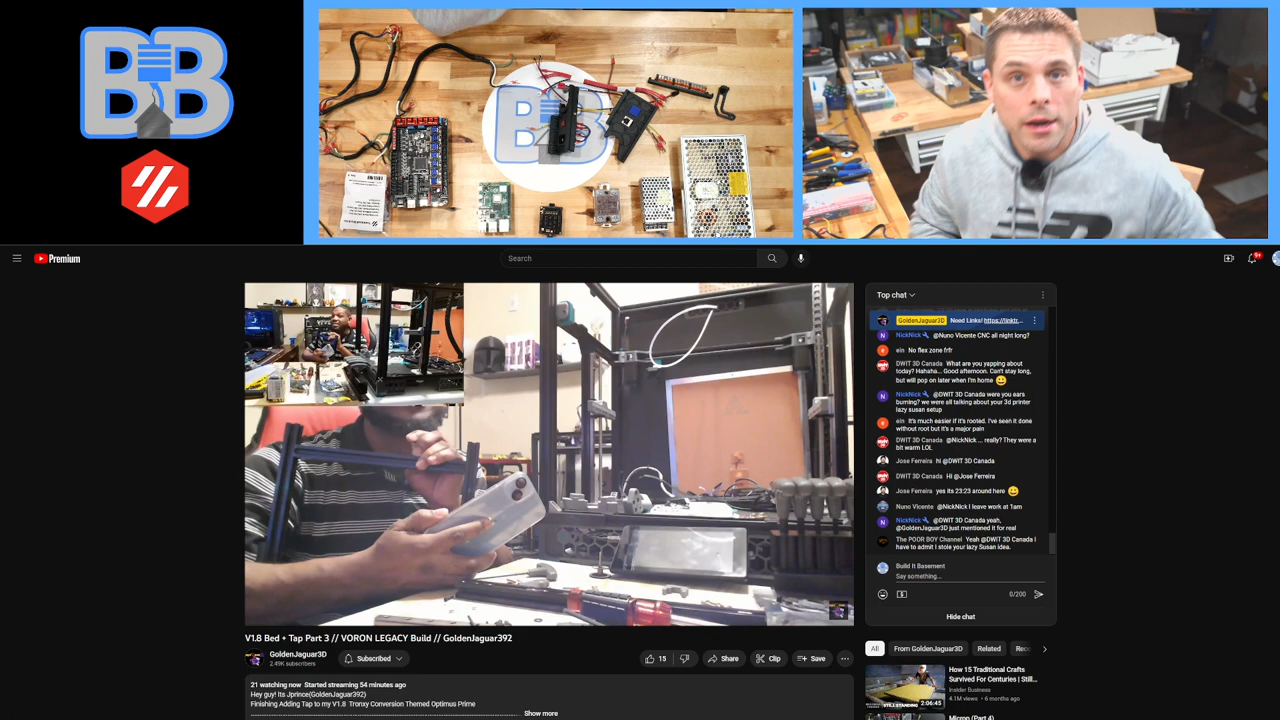 BB
B
Premium
Search
9+
Top chat
GoldenJaguar3D Need Links! https://linktr...
NickNick @Nuno Vicente CNC all night long?
ein No flex zone frfr
DWIT 3D Canada What are you yapping about
today? Hahaha... Good afternoon. Can't stay long,
but will pop on later when I'm home 😀
NickNick @DWIT 3D Canada were you ears
burning? we were all talking about your 3d printer
lazy susan setup
ein It's much easier if it's rooted. I've seen it done
without root but it's a major pain
DWIT 3D Canada @NickNick ... really? They were a
bit warm LOL
Jose Ferreira hi @DWIT 3D Canada
DWIT 3D Canada Hi @Jose Ferreira
Jose Ferreira yes its 23:23 around here 😀
Nuno Vicente @NickNick I leave work at 1am
NickNick @DWIT 3D Canada yeah,
@GoldenJaguar3D just mentioned it for real
The POOR BOY Channel Yeah @DWIT 3D Canada I
have to admit I stole your lazy Susan idea.
Build It Basement
Say something...
0/200
Hide chat
V1.8 Bed + Tap Part 3 // VORON LEGACY Build // GoldenJaguar392
GoldenJaguar3D
2.49K subscribers
Subscribed
15
Share
Clip
Save
21 watching now Started streaming 54 minutes ago
Hey guy! Its Jprince(GoldenJaguar392)
Finishing Adding Tap to my V1.8 Tronxy Conversion Themed Optimus Prime
Show more
All
From GoldenJaguar3D
Related
How 15 Traditional Crafts
Survived For Centuries | Still...
Insider Business
4.1M views • 6 months ago
STILL STANDING
2:06:45
Micron (Part 4)